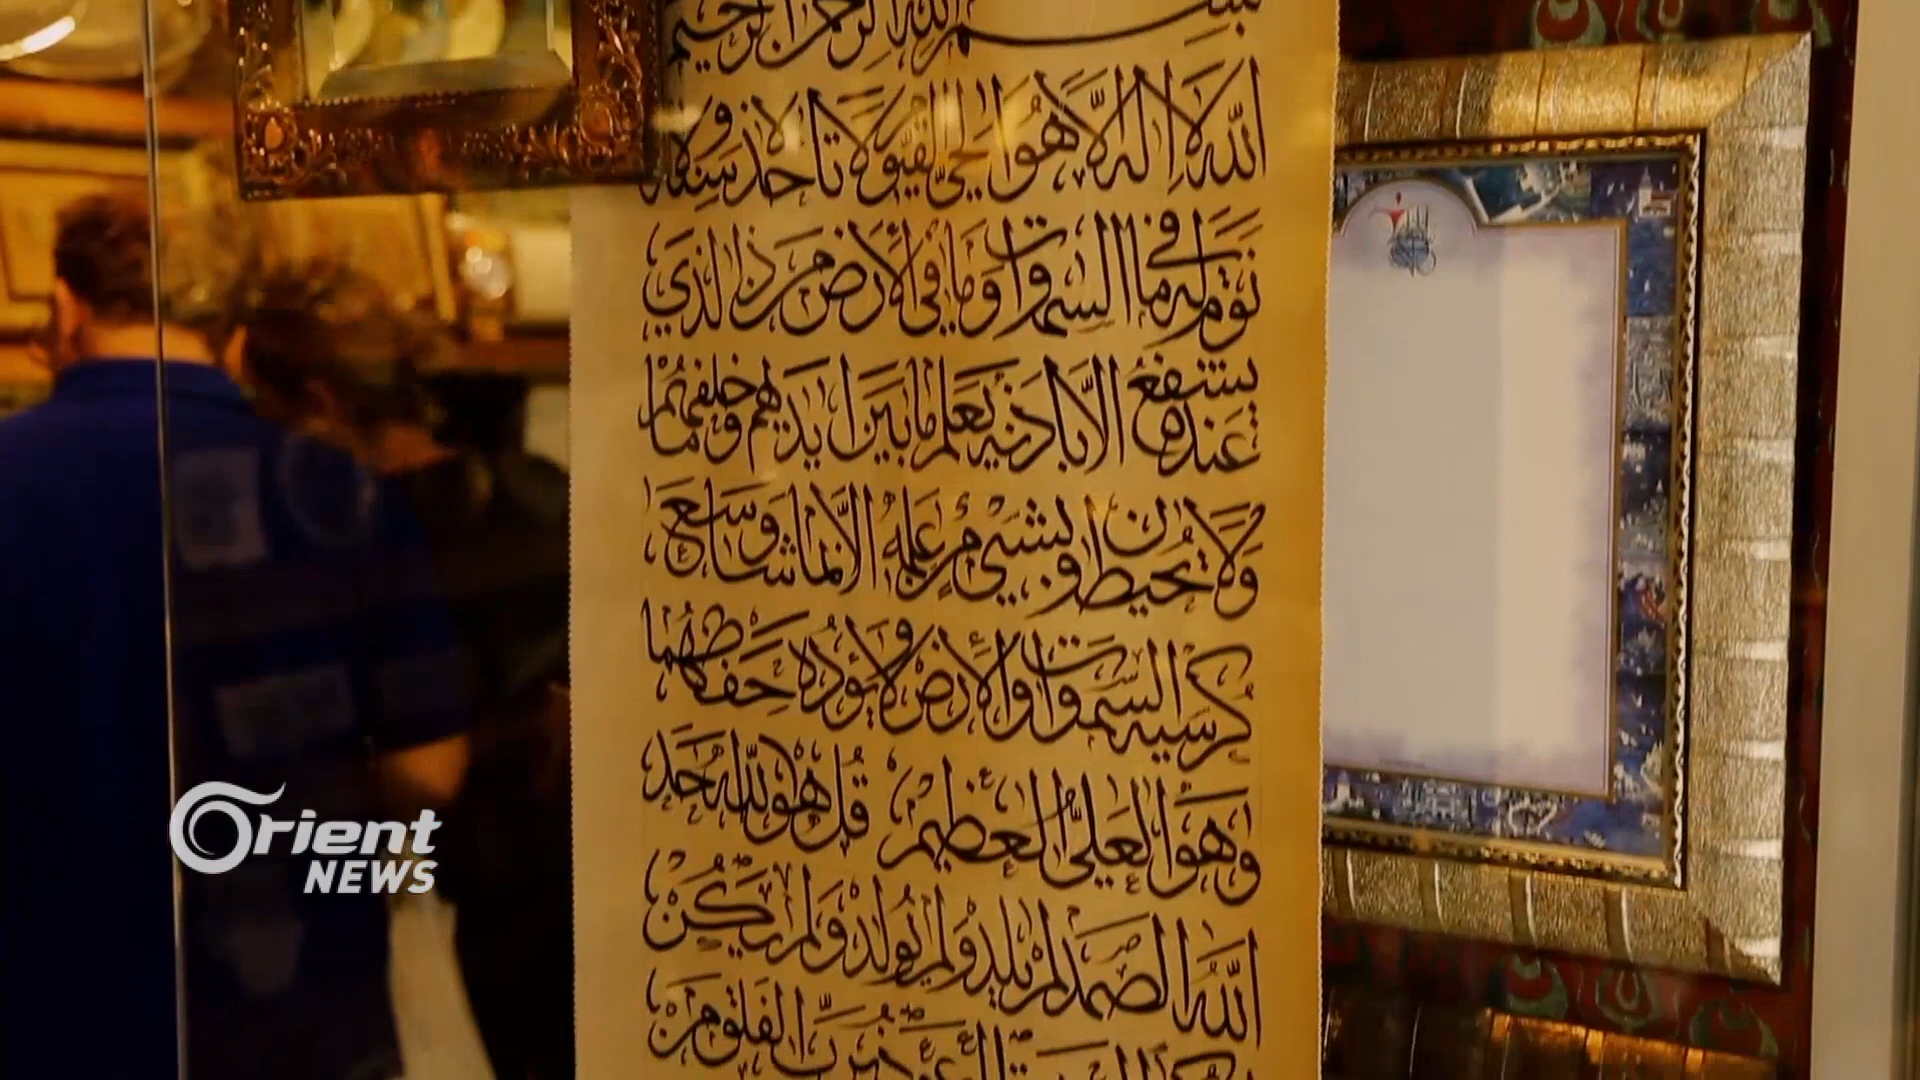 بسم الله الرحمن الرحيم
الله لا إله إلا هو الحي القيوم لا تأخذه سنة ولا
نوم له ما في السموات وما في الأرض من ذا الذي
يشفع عنده إلا بإذنه يعلم ما بين أيديهم وما خلفهم
ولا يحيطون بشيء من علمه إلا بما شاء وسع
كرسيه السموات والأرض ولا يؤده حفظهما
وهو العلي العظيم قل هو الله أحد
الله الصمد لم يلد ولم يولد ولم يكن
Orient
NEWS